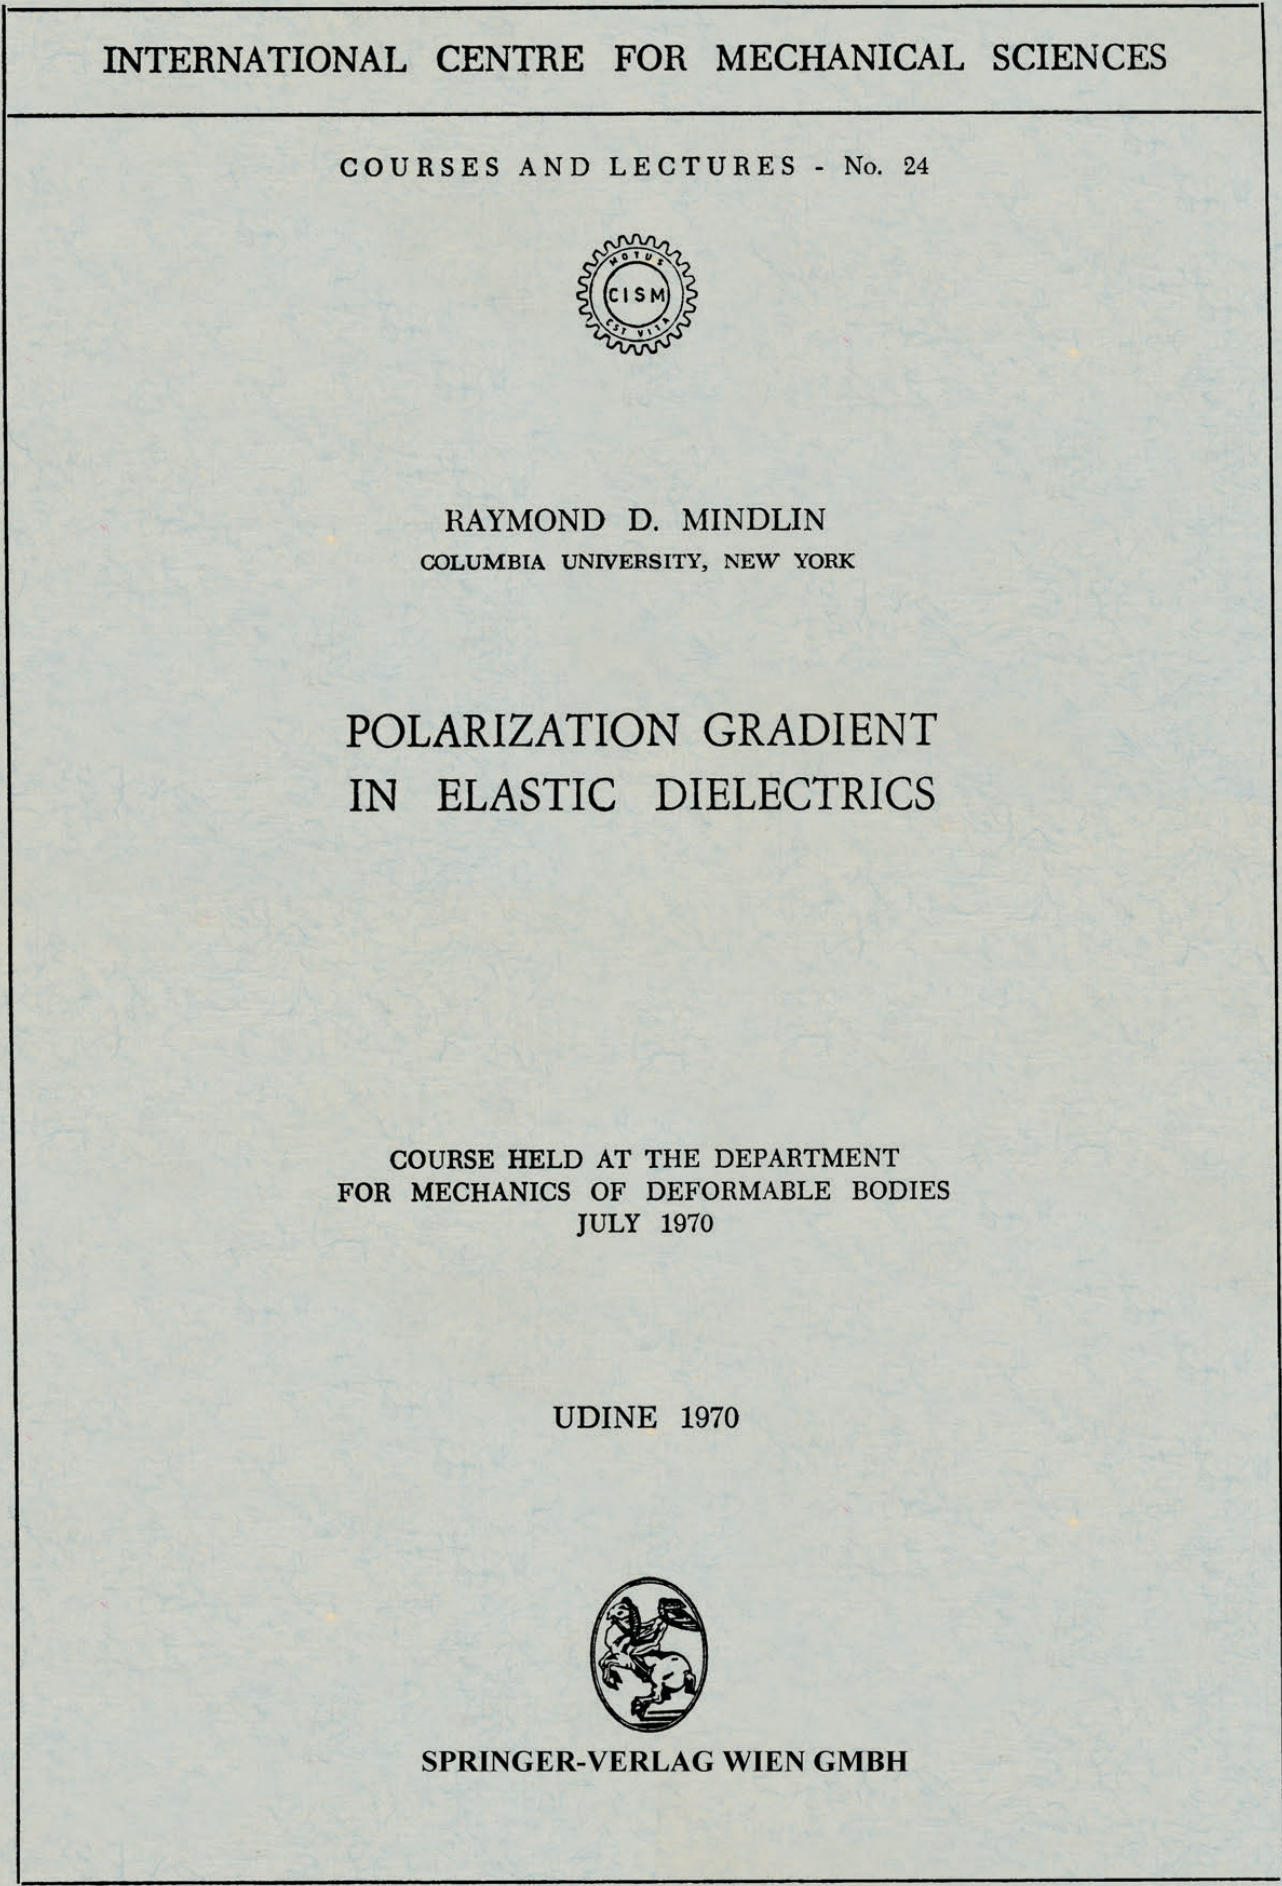 INTERNATIONAL CENTRE FOR MECHANICAL SCIENCES
COURSES AND LECTURES - No. 24
MOTUS
CISM
EST VITA
RAYMOND D. MINDLIN
COLUMBIA UNIVERSITY, NEW YORK
POLARIZATION GRADIENT
IN ELASTIC DIELECTRICS
COURSE HELD AT THE DEPARTMENT
FOR MECHANICS OF DEFORMABLE BODIES
JULY 1970
UDINE 1970
SPRINGER-VERLAG WIEN GMBH